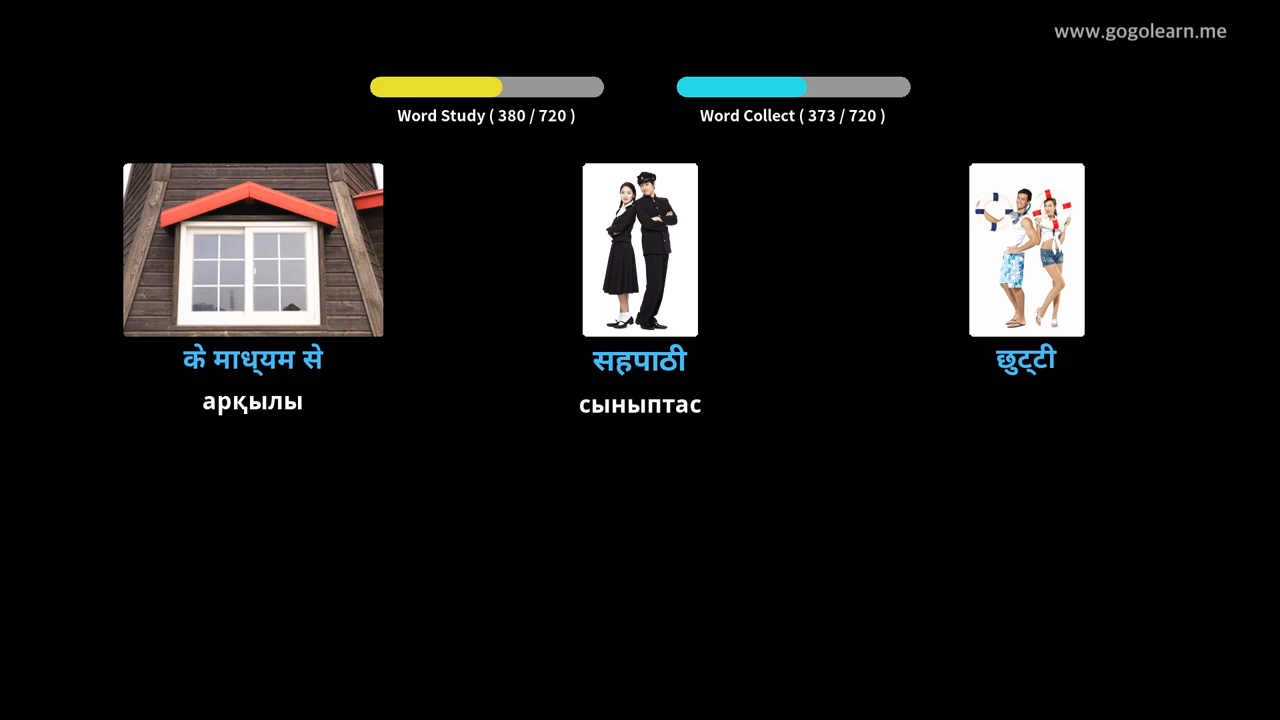 www.gogolearn.me
Word Study ( 380 / 720 )
Word Collect ( 373 / 720 )
के माध्यम से
सहपाठी
छुट्टी
арқылы
сыныптас